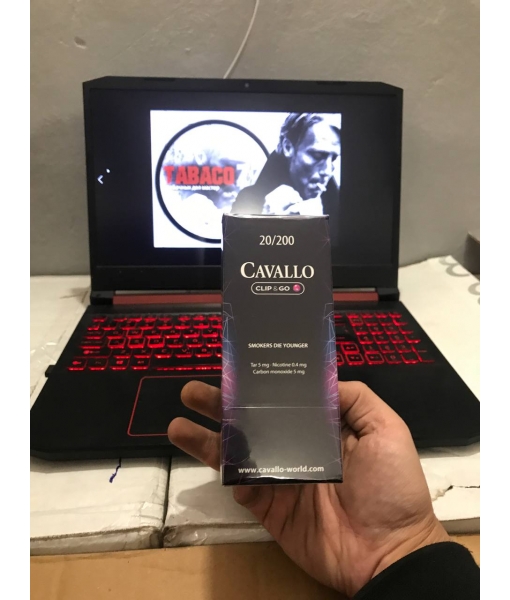 TABACO
20/200
CAVALLO
CLIP & GO 5
SMOKERS DIE YOUNGER
Tar 5 mg · Nicotine 0.4 mg
Carbon monoxide 5 mg
www.cavallo-world.com